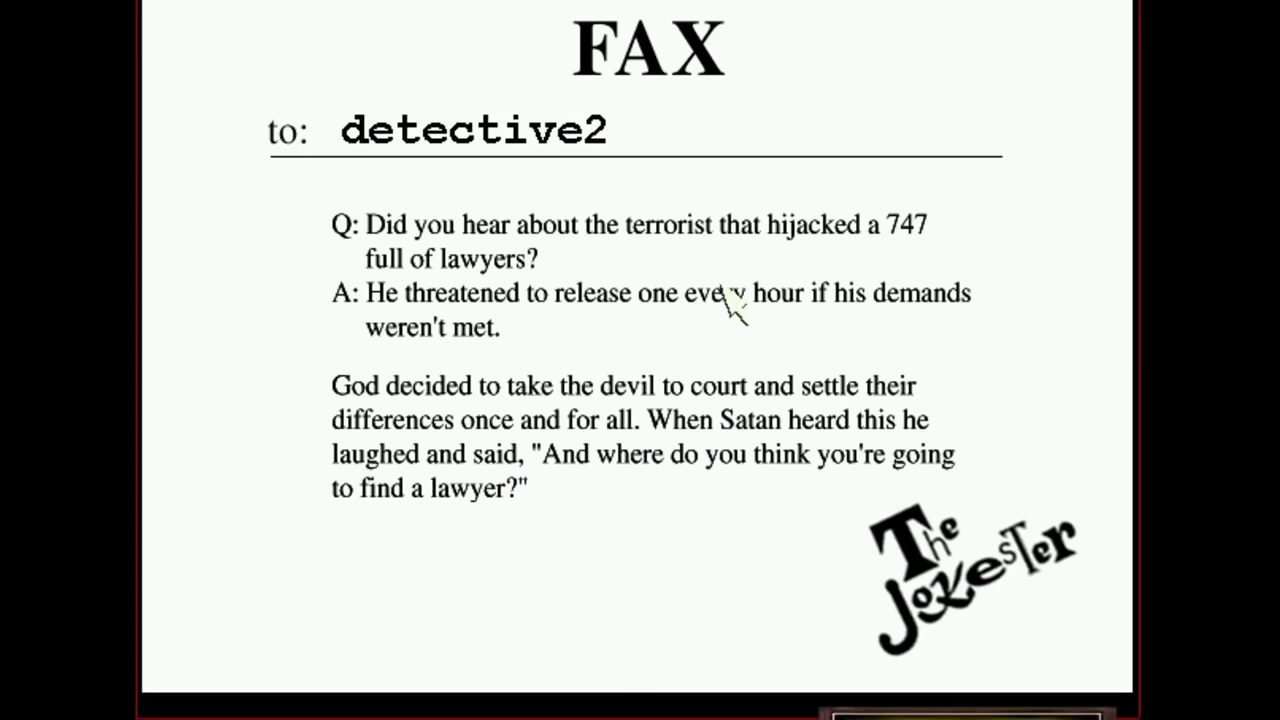 FAX
to: detective2
Q: Did you hear about the terrorist that hijacked a 747
full of lawyers?
A: He threatened to release one every hour if his demands
weren't met.
God decided to take the devil to court and settle their
differences once and for all. When Satan heard this he
laughed and said, "And where do you think you're going
to find a lawyer?"
The
Jokester